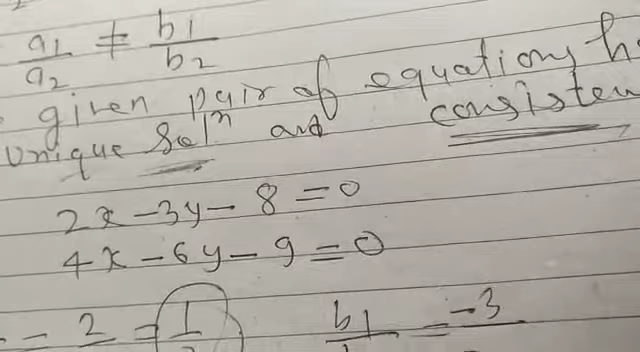 a1/a2 ≠ b1/b2
given pair of equations
unique Solⁿ and
2x - 3y - 8 = 0
4x - 6y - 9 = 0
= 2 = 1 b1 = -3